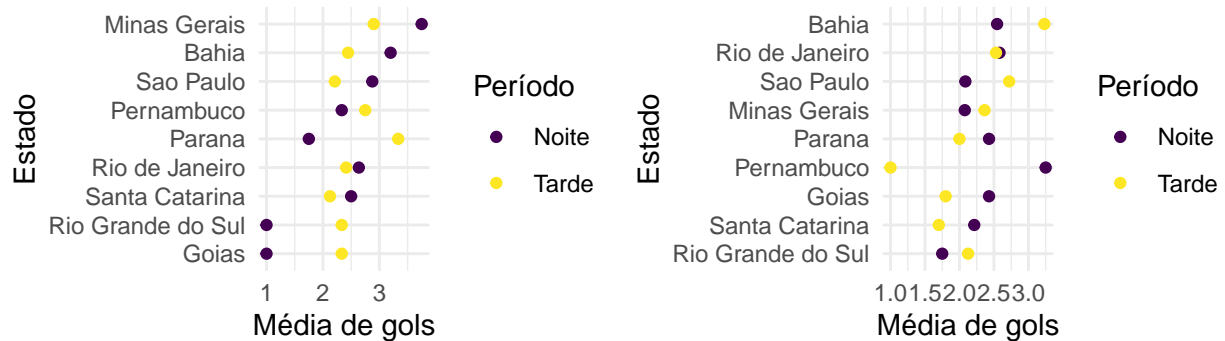 Minas Gerais
Bahia
Sao Paulo
Pernambuco
Parana
Rio de Janeiro
Santa Catarina
Rio Grande do Sul
Goias
Estado
1 2 3
Média de gols
Período
Noite
Tarde
Bahia
Rio de Janeiro
Sao Paulo
Minas Gerais
Parana
Pernambuco
Goias
Santa Catarina
Rio Grande do Sul
Estado
1.01.52.02.53.0
Média de gols
Período
Noite
Tarde